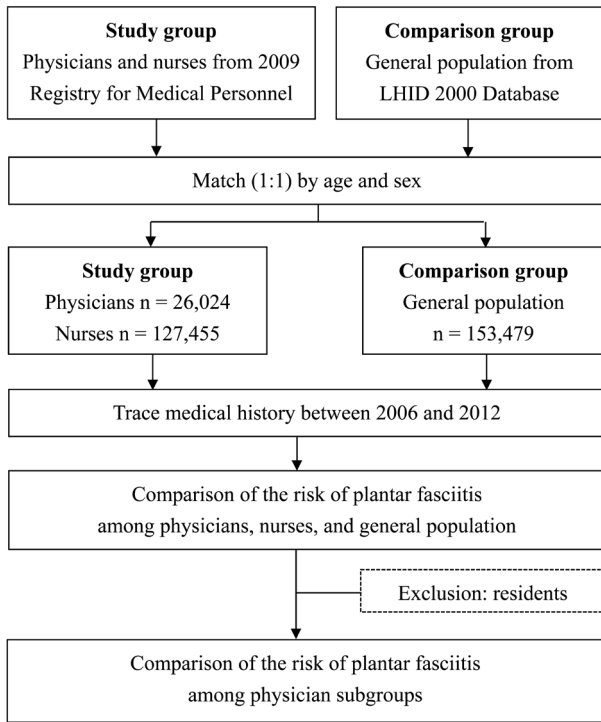 Study group
Physicians and nurses from 2009
Registry for Medical Personnel
Comparison group
General population from
LHID 2000 Database
Match (1:1) by age and sex
Study group
Physicians n = 26,024
Nurses n = 127,455
Comparison group
General population
n = 153,479
Trace medical history between 2006 and 2012
Comparison of the risk of plantar fasciitis
among physicians, nurses, and general population
Exclusion: residents
Comparison of the risk of plantar fasciitis
among physician subgroups